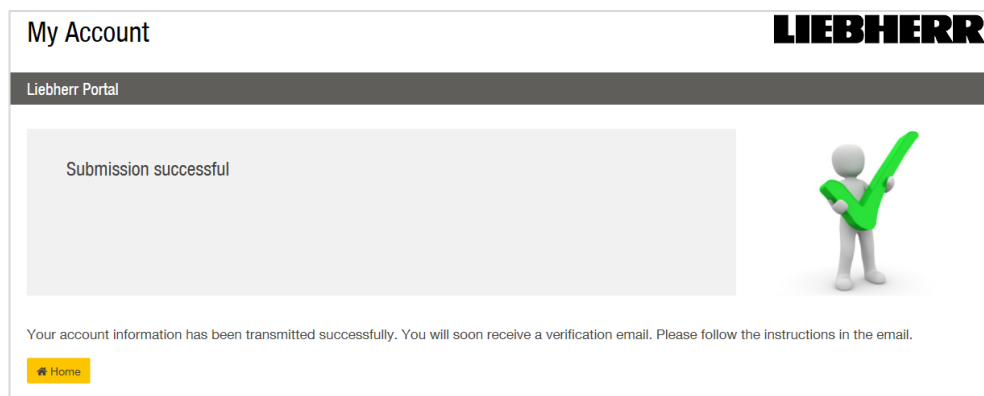 My Account
LIEBHERR
Liebherr Portal
Submission successful
Your account information has been transmitted successfully. You will soon receive a verification email. Please follow the instructions in the email.
Home